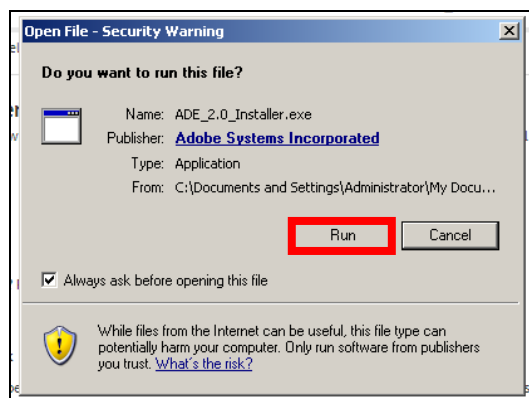 Open File - Security Warning
Do you want to run this file?
Name: ADE_2.0_Installer.exe
Publisher: Adobe Systems Incorporated
Type: Application
From: C:\Documents and Settings\Administrator\My Docu...
Run Cancel
Always ask before opening this file
While files from the Internet can be useful, this file type can
potentially harm your computer. Only run software from publishers
you trust. What's the risk?